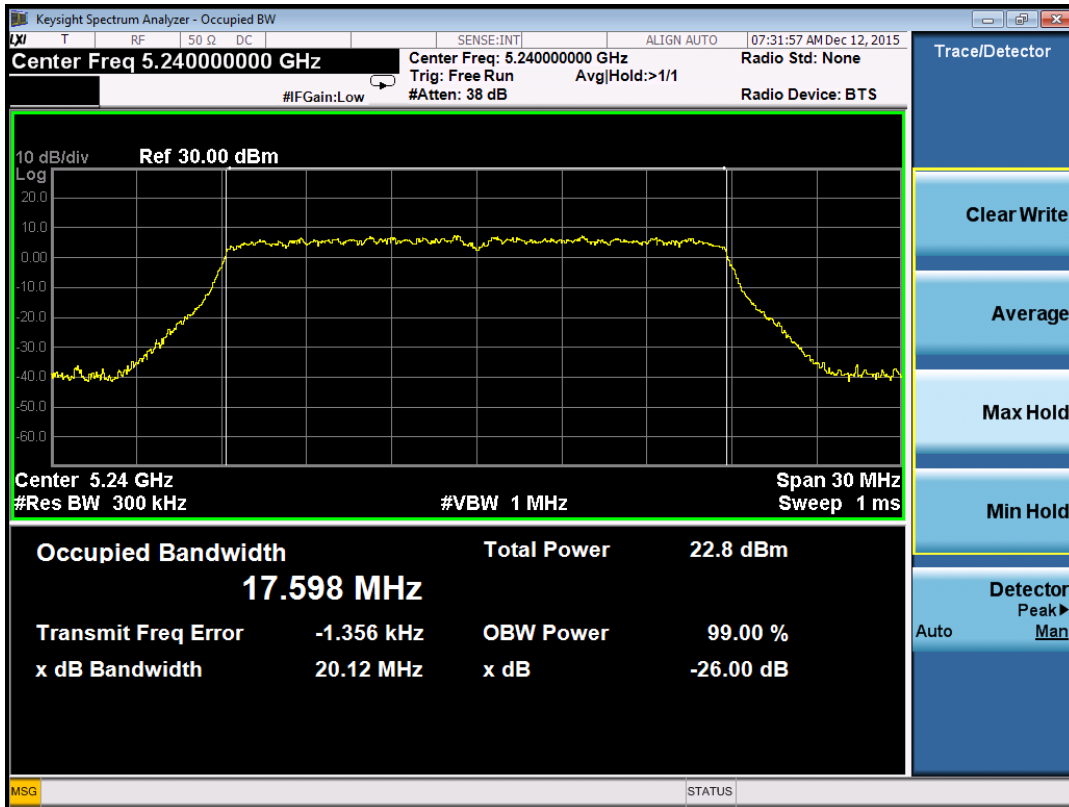 Keysight Spectrum Analyzer - Occupied BW
LXI T RF 50 Ω DC SENSE:INT ALIGN AUTO 07:31:57 AM Dec 12, 2015
Center Freq 5.240000000 GHz
Center Freq: 5.240000000 GHz Radio Std: None
Trig: Free Run Avg|Hold:>1/1
#IFGain:Low #Atten: 38 dB Radio Device: BTS
10 dB/div Ref 30.00 dBm
Log
20.0
10.0
0.00
-10.0
-20.0
-30.0
-40.0
-50.0
-60.0
Center 5.24 GHz Span 30 MHz
#Res BW 300 kHz #VBW 1 MHz Sweep 1 ms
Occupied Bandwidth Total Power 22.8 dBm
17.598 MHz
Transmit Freq Error -1.356 kHz OBW Power 99.00 %
x dB Bandwidth 20.12 MHz x dB -26.00 dB
MSG STATUS
Trace/Detector
Clear Write
Average
Max Hold
Min Hold
Detector
Peak▶
Auto Man